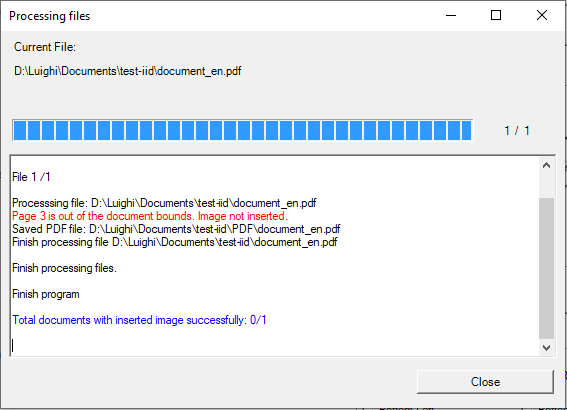 Processing files
Current File:
D:\Luighi\Documents\test-iid\document_en.pdf
1 / 1
File 1 /1
Processsing file: D:\Luighi\Documents\test-iid\document_en.pdf
Page 3 is out of the document bounds. Image not inserted.
Saved PDF file: D:\Luighi\Documents\test-iid\PDF\document_en.pdf
Finish processing file D:\Luighi\Documents\test-iid\document_en.pdf
Finish processing files.
Finish program
Total documents with inserted image successfully: 0/1
Close